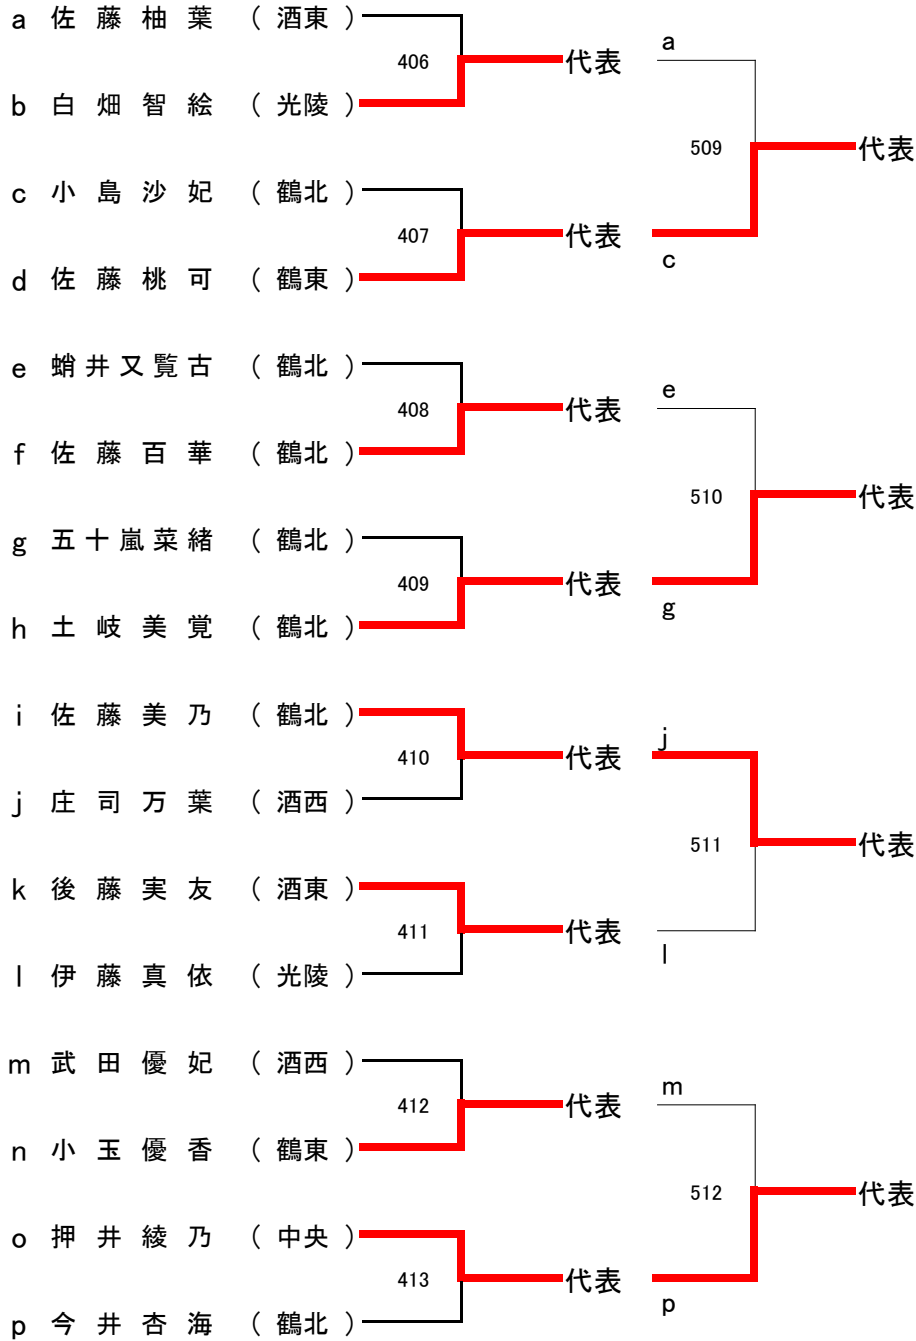 a 佐藤柚葉 (酒東)
406 代表 a
b 白畑智絵 (光陵)
509 代表
c 小島沙妃 (鶴北)
407 代表 c
d 佐藤桃可 (鶴東)
e 蛸井又覧古 (鶴北)
408 代表 e
f 佐藤百華 (鶴北)
510 代表
g 五十嵐菜緒 (鶴北)
409 代表 g
h 土岐美覚 (鶴北)
i 佐藤美乃 (鶴北)
410 代表 j
j 庄司万葉 (酒西)
511 代表
k 後藤実友 (酒東)
411 代表 l
l 伊藤真依 (光陵)
m 武田優妃 (酒西)
412 代表 m
n 小玉優香 (鶴東)
512 代表
o 押井綾乃 (中央)
413 代表 p
p 今井杏海 (鶴北)